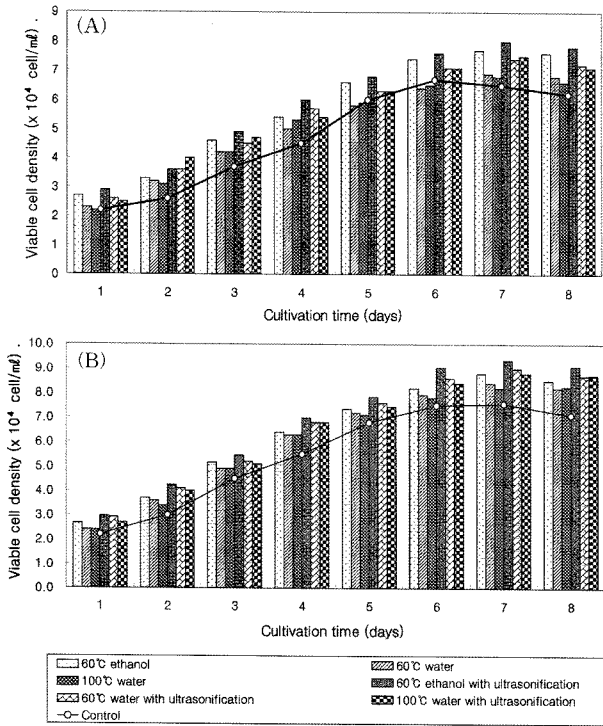 (A)
Viable cell density (x 10⁴ cell/㎖) .
9
8
7
6
5
4
3
2
1
0
1 2 3 4 5 6 7 8
Cultivation time (days)
(B)
Viable cell density (x 10⁴ cell/㎖) .
10.0
9.0
8.0
7.0
6.0
5.0
4.0
3.0
2.0
1.0
0.0
1 2 3 4 5 6 7 8
Cultivation time (days)
60℃ ethanol
60℃ water
100℃ water
60℃ ethanol with ultrasonification
60℃ water with ultrasonification
100℃ water with ultrasonification
Control